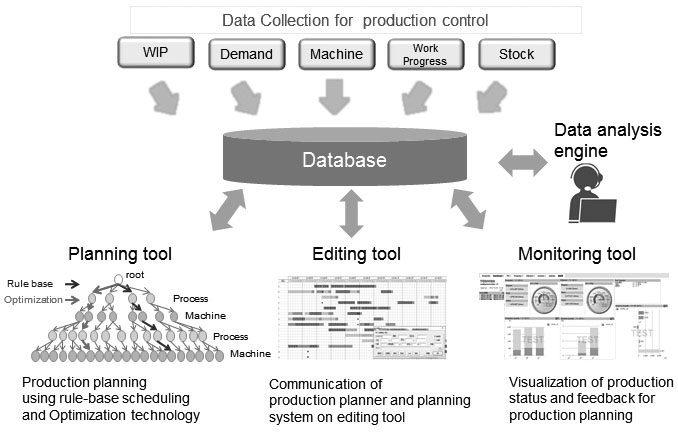 Data Collection for production control
WIP
Demand
Machine
Work
Progress
Stock
Database
Data analysis
engine
Planning tool
Editing tool
Monitoring tool
root
Rule base
Optimization
Process
Machine
Process
Machine
TEST
TEST
TEST
Production planning
using rule-base scheduling
and Optimization technology
Communication of
production planner and planning
system on editing tool
Visualization of production
status and feedback for
production planning